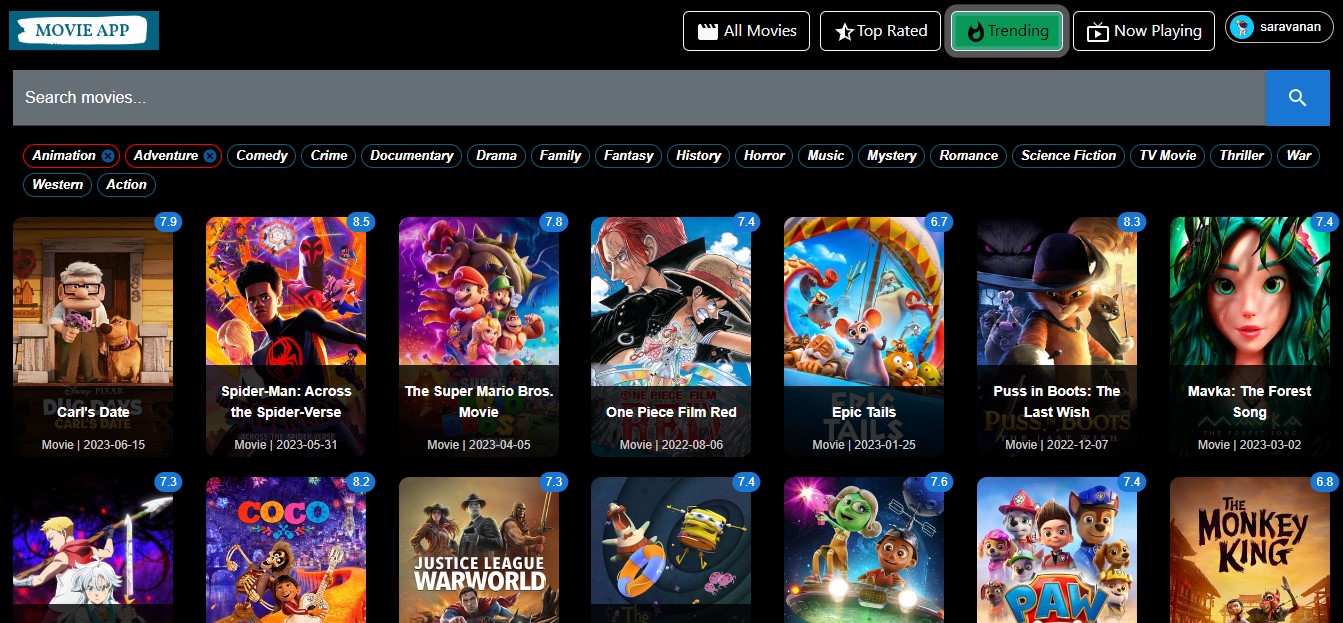 MOVIE APP
All Movies
Top Rated
Trending
Now Playing
saravanan
Search movies...
Animation
Adventure
Comedy
Crime
Documentary
Drama
Family
Fantasy
History
Horror
Music
Mystery
Romance
Science Fiction
TV Movie
Thriller
War
Western
Action
7.9
Disney PIXAR
DUG DAYS
Carl's Date
Movie | 2023-06-15
8.5
Spider-Man: Across
the Spider-Verse
Movie | 2023-05-31
7.8
The Super Mario Bros.
Movie
Movie | 2023-04-05
7.4
ONE PIECE FILM
RED
One Piece Film Red
Movie | 2022-08-06
6.7
EPIC
TAILS
Epic Tails
Movie | 2023-01-25
8.3
Puss in Boots: The
Last Wish
PUSS IN BOOTS
Movie | 2022-12-07
7.4
Mavka: The Forest
Song
MAVKA
THE FOREST SONG
Movie | 2023-03-02
7.3
8.2
COCO
7.3
JUSTICE LEAGUE
WARWORLD
7.4
The
7.6
7.4
PAW
6.8
THE
MONKEY
KING